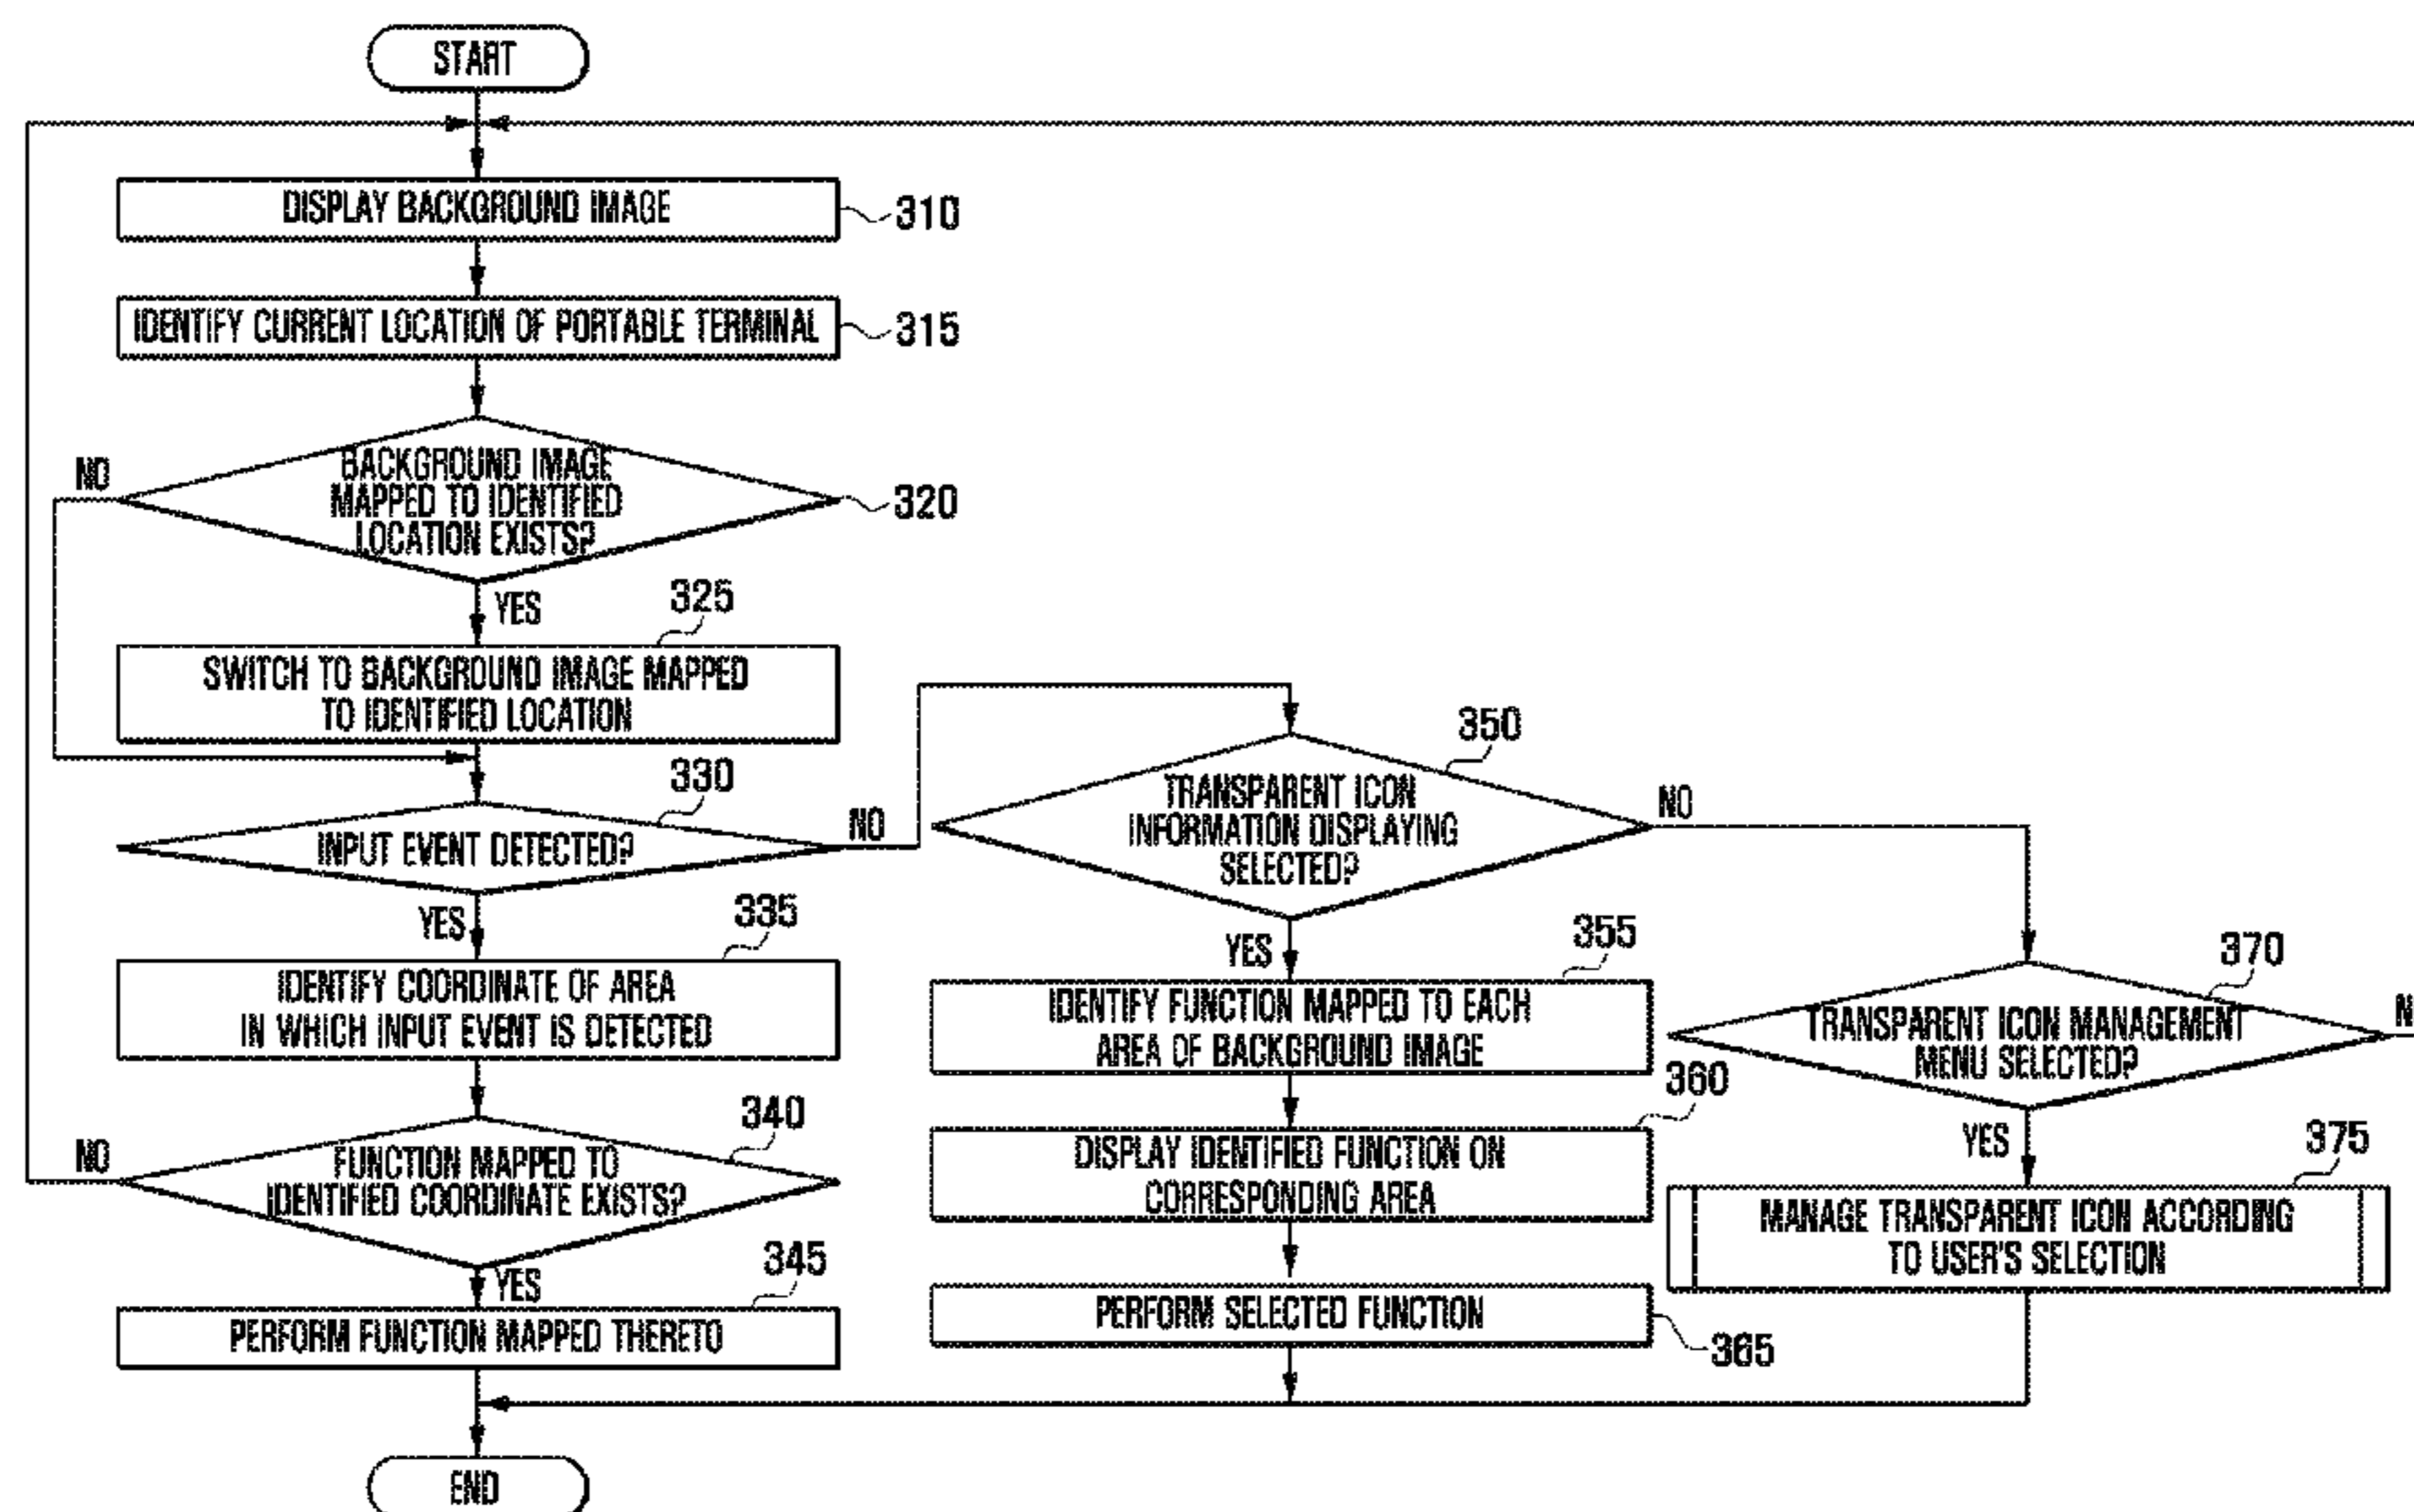 START
DISPLAY BACKGROUND IMAGE
310
IDENTIFY CURRENT LOCATION OF PORTABLE TERMINAL
315
NO
BACKGROUND IMAGE
MAPPED TO IDENTIFIED
LOCATION EXISTS?
320
YES
325
SWITCH TO BACKGROUND IMAGE MAPPED
TO IDENTIFIED LOCATION
330
INPUT EVENT DETECTED?
NO
YES
335
IDENTIFY COORDINATE OF AREA
IN WHICH INPUT EVENT IS DETECTED
340
NO
FUNCTION MAPPED TO
IDENTIFIED COORDINATE EXISTS?
YES
345
PERFORM FUNCTION MAPPED THERETO
END
350
TRANSPARENT ICON
INFORMATION DISPLAYING
SELECTED?
NO
YES
355
IDENTIFY FUNCTION MAPPED TO EACH
AREA OF BACKGROUND IMAGE
360
DISPLAY IDENTIFIED FUNCTION ON
CORRESPONDING AREA
PERFORM SELECTED FUNCTION
365
370
TRANSPARENT ICON MANAGEMENT
MENU SELECTED?
YES
375
MANAGE TRANSPARENT ICON ACCORDING
TO USER'S SELECTION